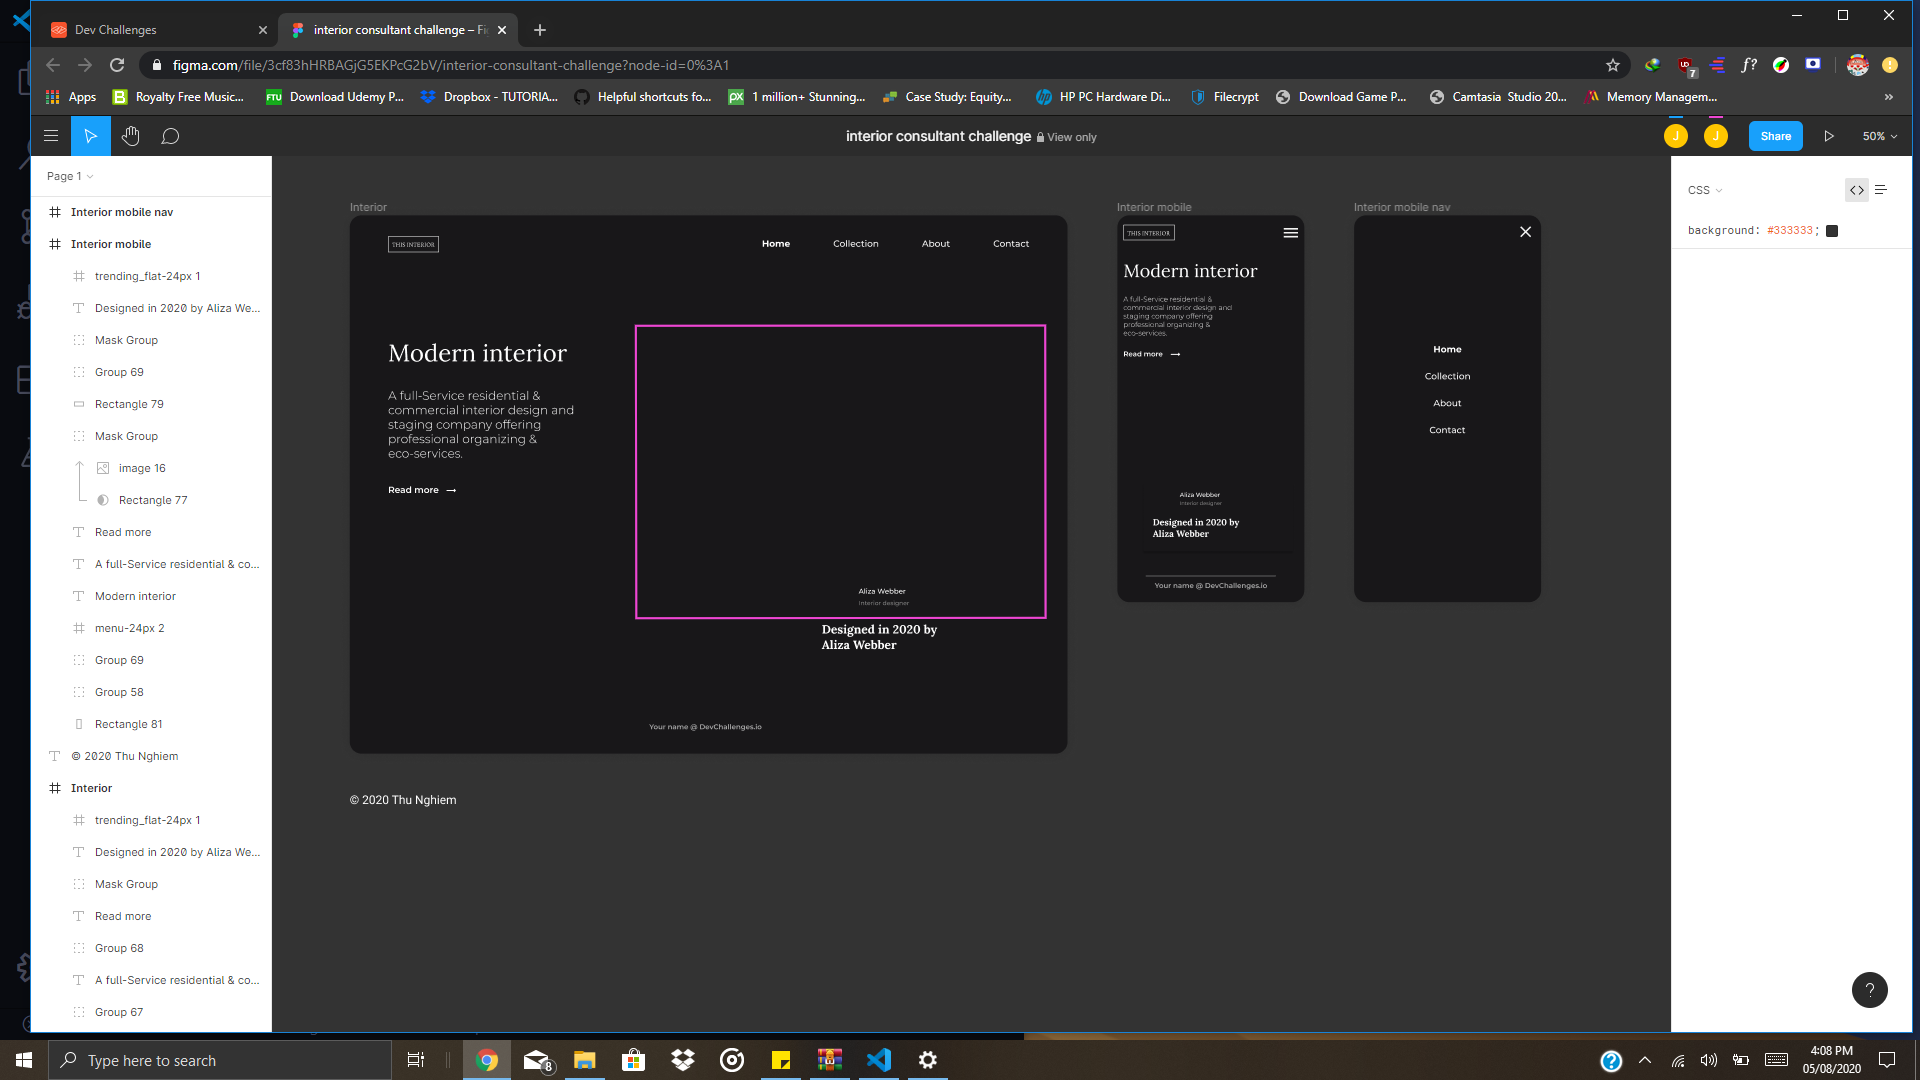 Dev Challenges
interior consultant challenge – Fi
figma.com/file/3cf83hHRBAGjG5EKPcG2bV/interior-consultant-challenge?node-id=0%3A1
7
f?
Apps
Royalty Free Music...
FTU
Download Udemy P...
Dropbox - TUTORIA...
Helpful shortcuts fo...
PX
1 million+ Stunning...
Case Study: Equity...
HP PC Hardware Di...
Filecrypt
Download Game P...
Camtasia Studio 20...
Memory Managem...
»
interior consultant challenge View only
J
J
Share
50%
Page 1
Interior mobile nav
Interior mobile
trending_flat-24px 1
Designed in 2020 by Aliza We...
Mask Group
Group 69
Rectangle 79
Mask Group
image 16
Rectangle 77
Read more
A full-Service residential & co...
Modern interior
menu-24px 2
Group 69
Group 58
Rectangle 81
© 2020 Thu Nghiem
Interior
trending_flat-24px 1
Designed in 2020 by Aliza We...
Mask Group
Read more
Group 68
A full-Service residential & co...
Group 67
Interior
THIS INTERIOR
Home
Collection
About
Contact
Modern interior
A full-Service residential &
commercial interior design and
staging company offering
professional organizing &
eco-services.
Read more
Aliza Webber
Interior designer
Designed in 2020 by
Aliza Webber
Your name @ DevChallenges.io
© 2020 Thu Nghiem
Interior mobile
THIS INTERIOR
Modern interior
A full-Service residential &
commercial interior design and
staging company offering
professional organizing &
eco-services.
Read more
Aliza Webber
Interior designer
Designed in 2020 by
Aliza Webber
Your name @ DevChallenges.io
Interior mobile nav
Home
Collection
About
Contact
CSS
background: #333333;
?
Type here to search
8
4:08 PM
05/08/2020